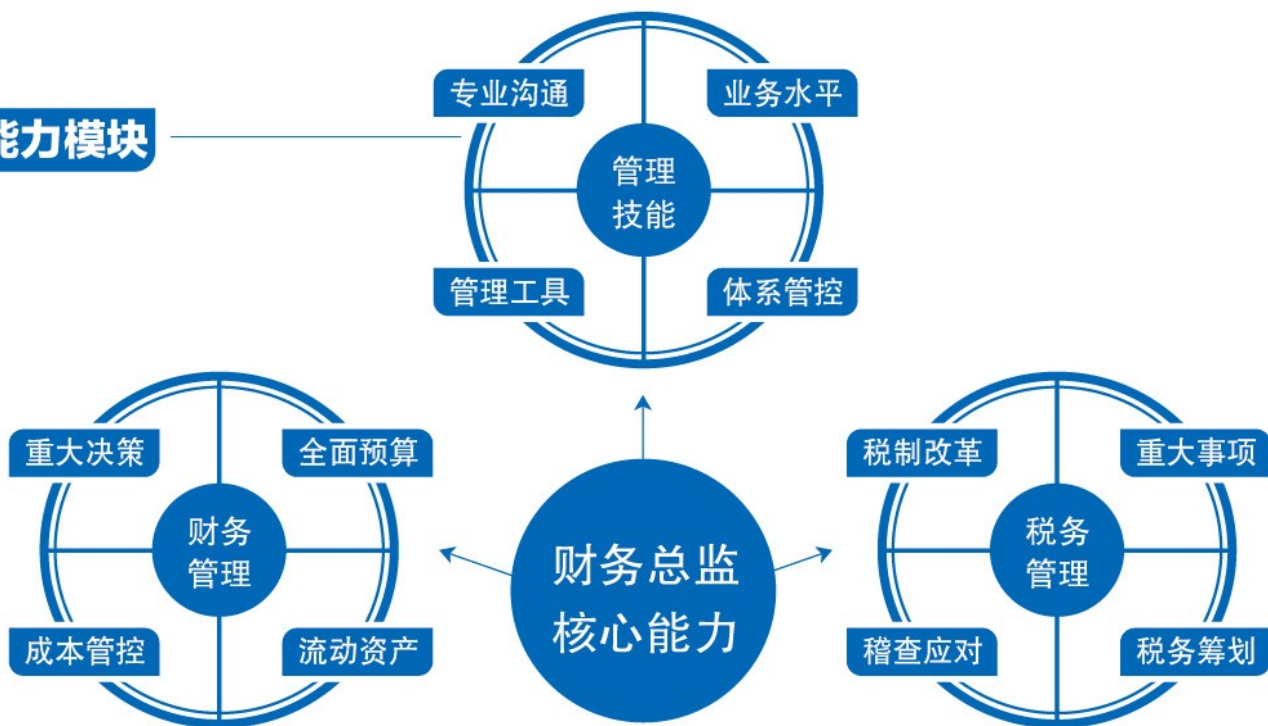 专业沟通
业务水平
能力模块
管理
技能
管理工具
体系管控
重大决策
全面预算
财务
管理
成本管控
流动资产
财务总监
核心能力
税制改革
重大事项
税务
管理
稽查应对
税务筹划